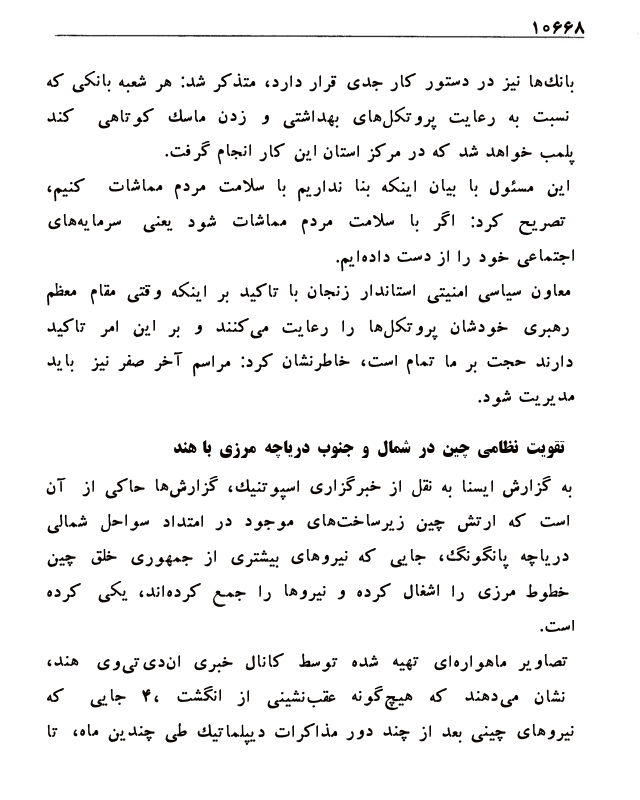 ۱۰۶۶۸
بانك‌ها نیز در دستور کار جدی قرار دارد، متذکر شد: هر شعبه بانکی که
نسبت به رعایت پروتکل‌های بهداشتی و زدن ماسك کوتاهی کند
پلمب خواهد شد که در مرکز استان این کار انجام گرفت.
این مسئول با بیان اینکه بنا نداریم با سلامت مردم مماشات کنیم،
تصریح کرد: اگر با سلامت مردم مماشات شود یعنی سرمایه‌های
اجتماعی خود را از دست داده‌ایم.
معاون سیاسی امنیتی استاندار زنجان با تاکید بر اینکه وقتی مقام معظم
رهبری خودشان پروتکل‌ها را رعایت می‌کنند و بر این امر تاکید
دارند حجت بر ما تمام است، خاطرنشان کرد: مراسم آخر صفر نیز باید
مدیریت شود.
تقویت نظامی چین در شمال و جنوب دریاچه مرزی با هند
به گزارش ایسنا به نقل از خبرگزاری اسپوتنیك، گزارش‌ها حاکی از آن
است که ارتش چین زیرساخت‌های موجود در امتداد سواحل شمالی
دریاچه پانگونگ، جایی که نیروهای بیشتری از جمهوری خلق چین
خطوط مرزی را اشغال کرده و نیروها را جمع کرده‌اند، یکی کرده
است.
تصاویر ماهواره‌ای تهیه شده توسط کانال خبری ان‌دی‌تی‌وی هند،
نشان می‌دهند که هیچ‌گونه عقب‌نشینی از انگشت ۴، جایی که
نیروهای چینی بعد از چند دور مذاکرات دیپلماتیك طی چندین ماه، تا